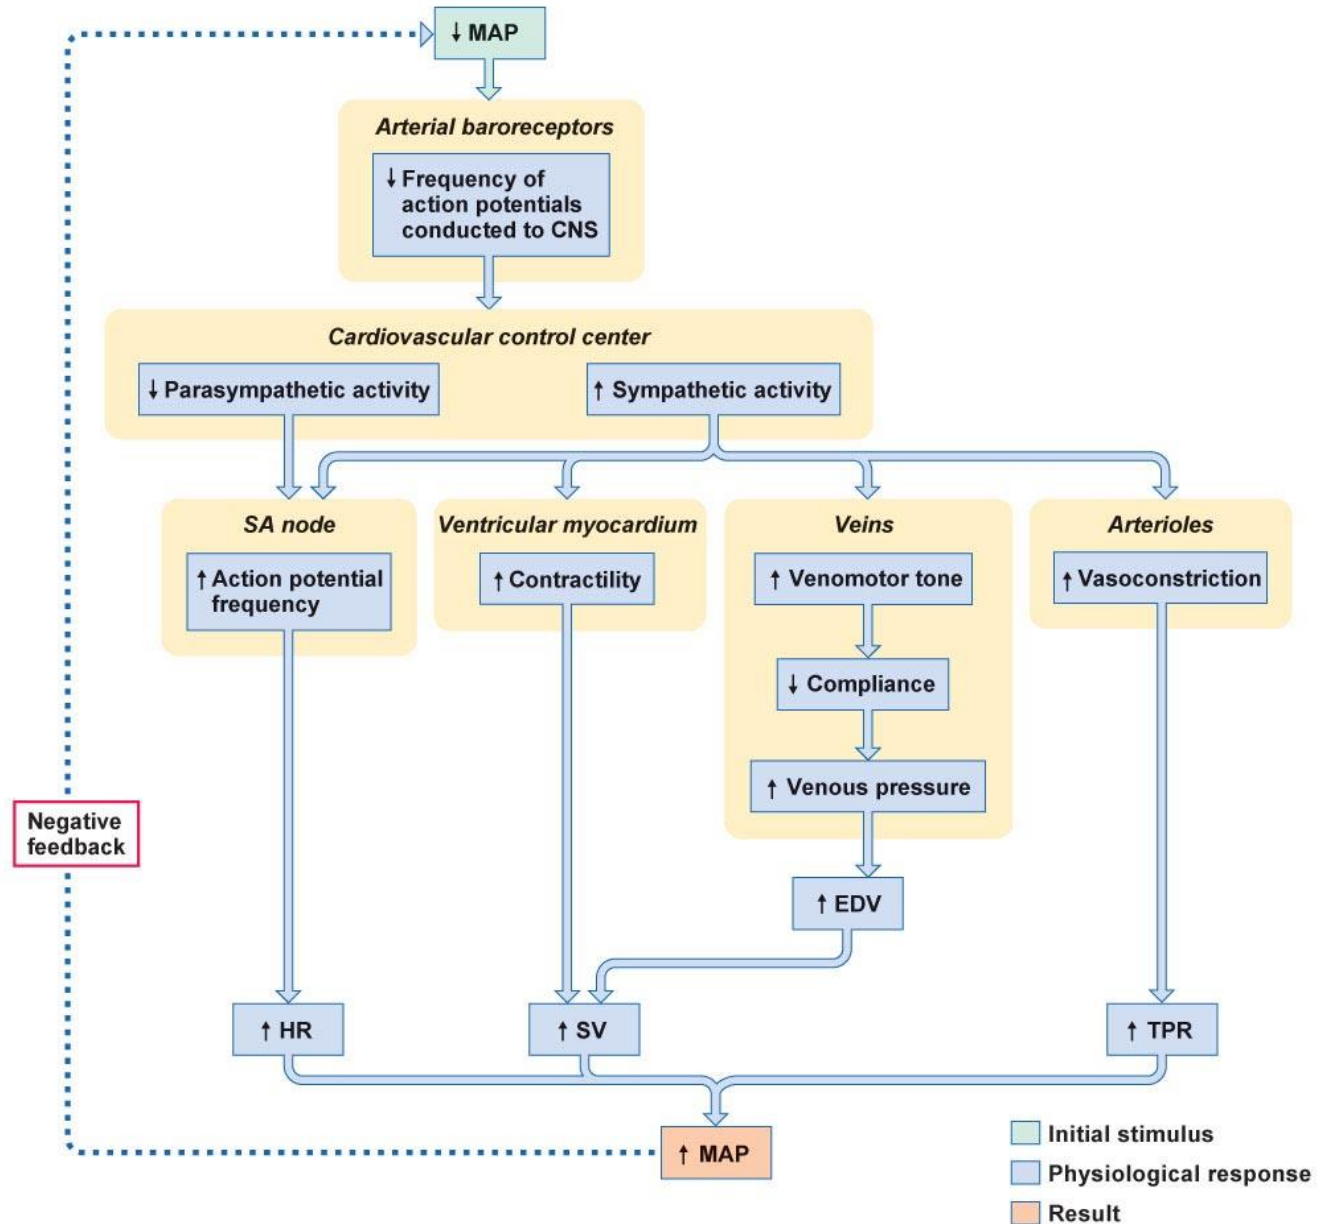 ↓ MAP
Arterial baroreceptors
↓ Frequency of
action potentials
conducted to CNS
Cardiovascular control center
↓ Parasympathetic activity
↑ Sympathetic activity
SA node
↑ Action potential
frequency
Ventricular myocardium
↑ Contractility
Veins
↑ Venomotor tone
↓ Compliance
↑ Venous pressure
Arterioles
↑ Vasoconstriction
Negative
feedback
↑ EDV
↑ HR
↑ SV
↑ TPR
↑ MAP
Initial stimulus
Physiological response
Result